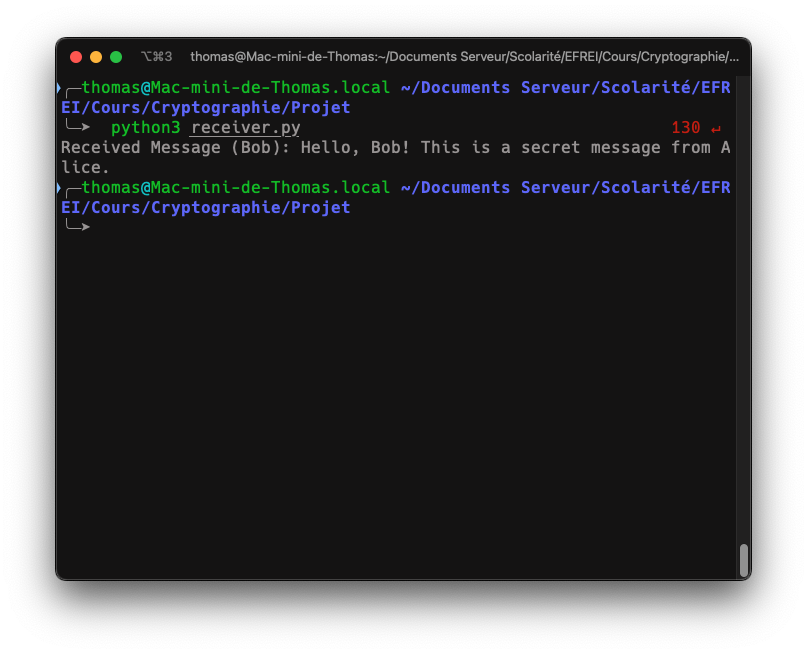 ⌥⌘3 thomas@Mac-mini-de-Thomas:~/Documents Serveur/Scolarité/EFREI/Cours/Cryptographie/...
╭─thomas@Mac-mini-de-Thomas.local ~/Documents Serveur/Scolarité/EFR
EI/Cours/Cryptographie/Projet
╰─➤ python3 receiver.py 130 ↵
Received Message (Bob): Hello, Bob! This is a secret message from A
lice.
╭─thomas@Mac-mini-de-Thomas.local ~/Documents Serveur/Scolarité/EFR
EI/Cours/Cryptographie/Projet
╰─➤